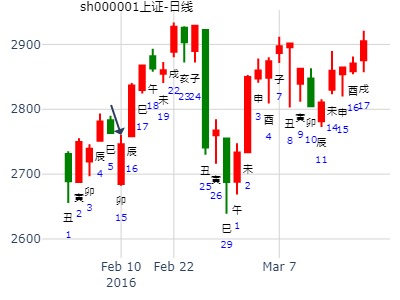 sh000001上证-日线
2900
2800
2700
2600
丑
1
寅
2
卯
3
辰
4
巳
5
卯
15
辰
16
巳
17
午
18
未
19
戌
22
亥
23
子
24
丑
25
寅
26
巳
29
午
1
未
2
申
3
酉
4
子
7
丑
8
寅
9
卯
10
辰
11
未
14
申
15
酉
16
戌
17
Feb 10
2016
Feb 22
Mar 7